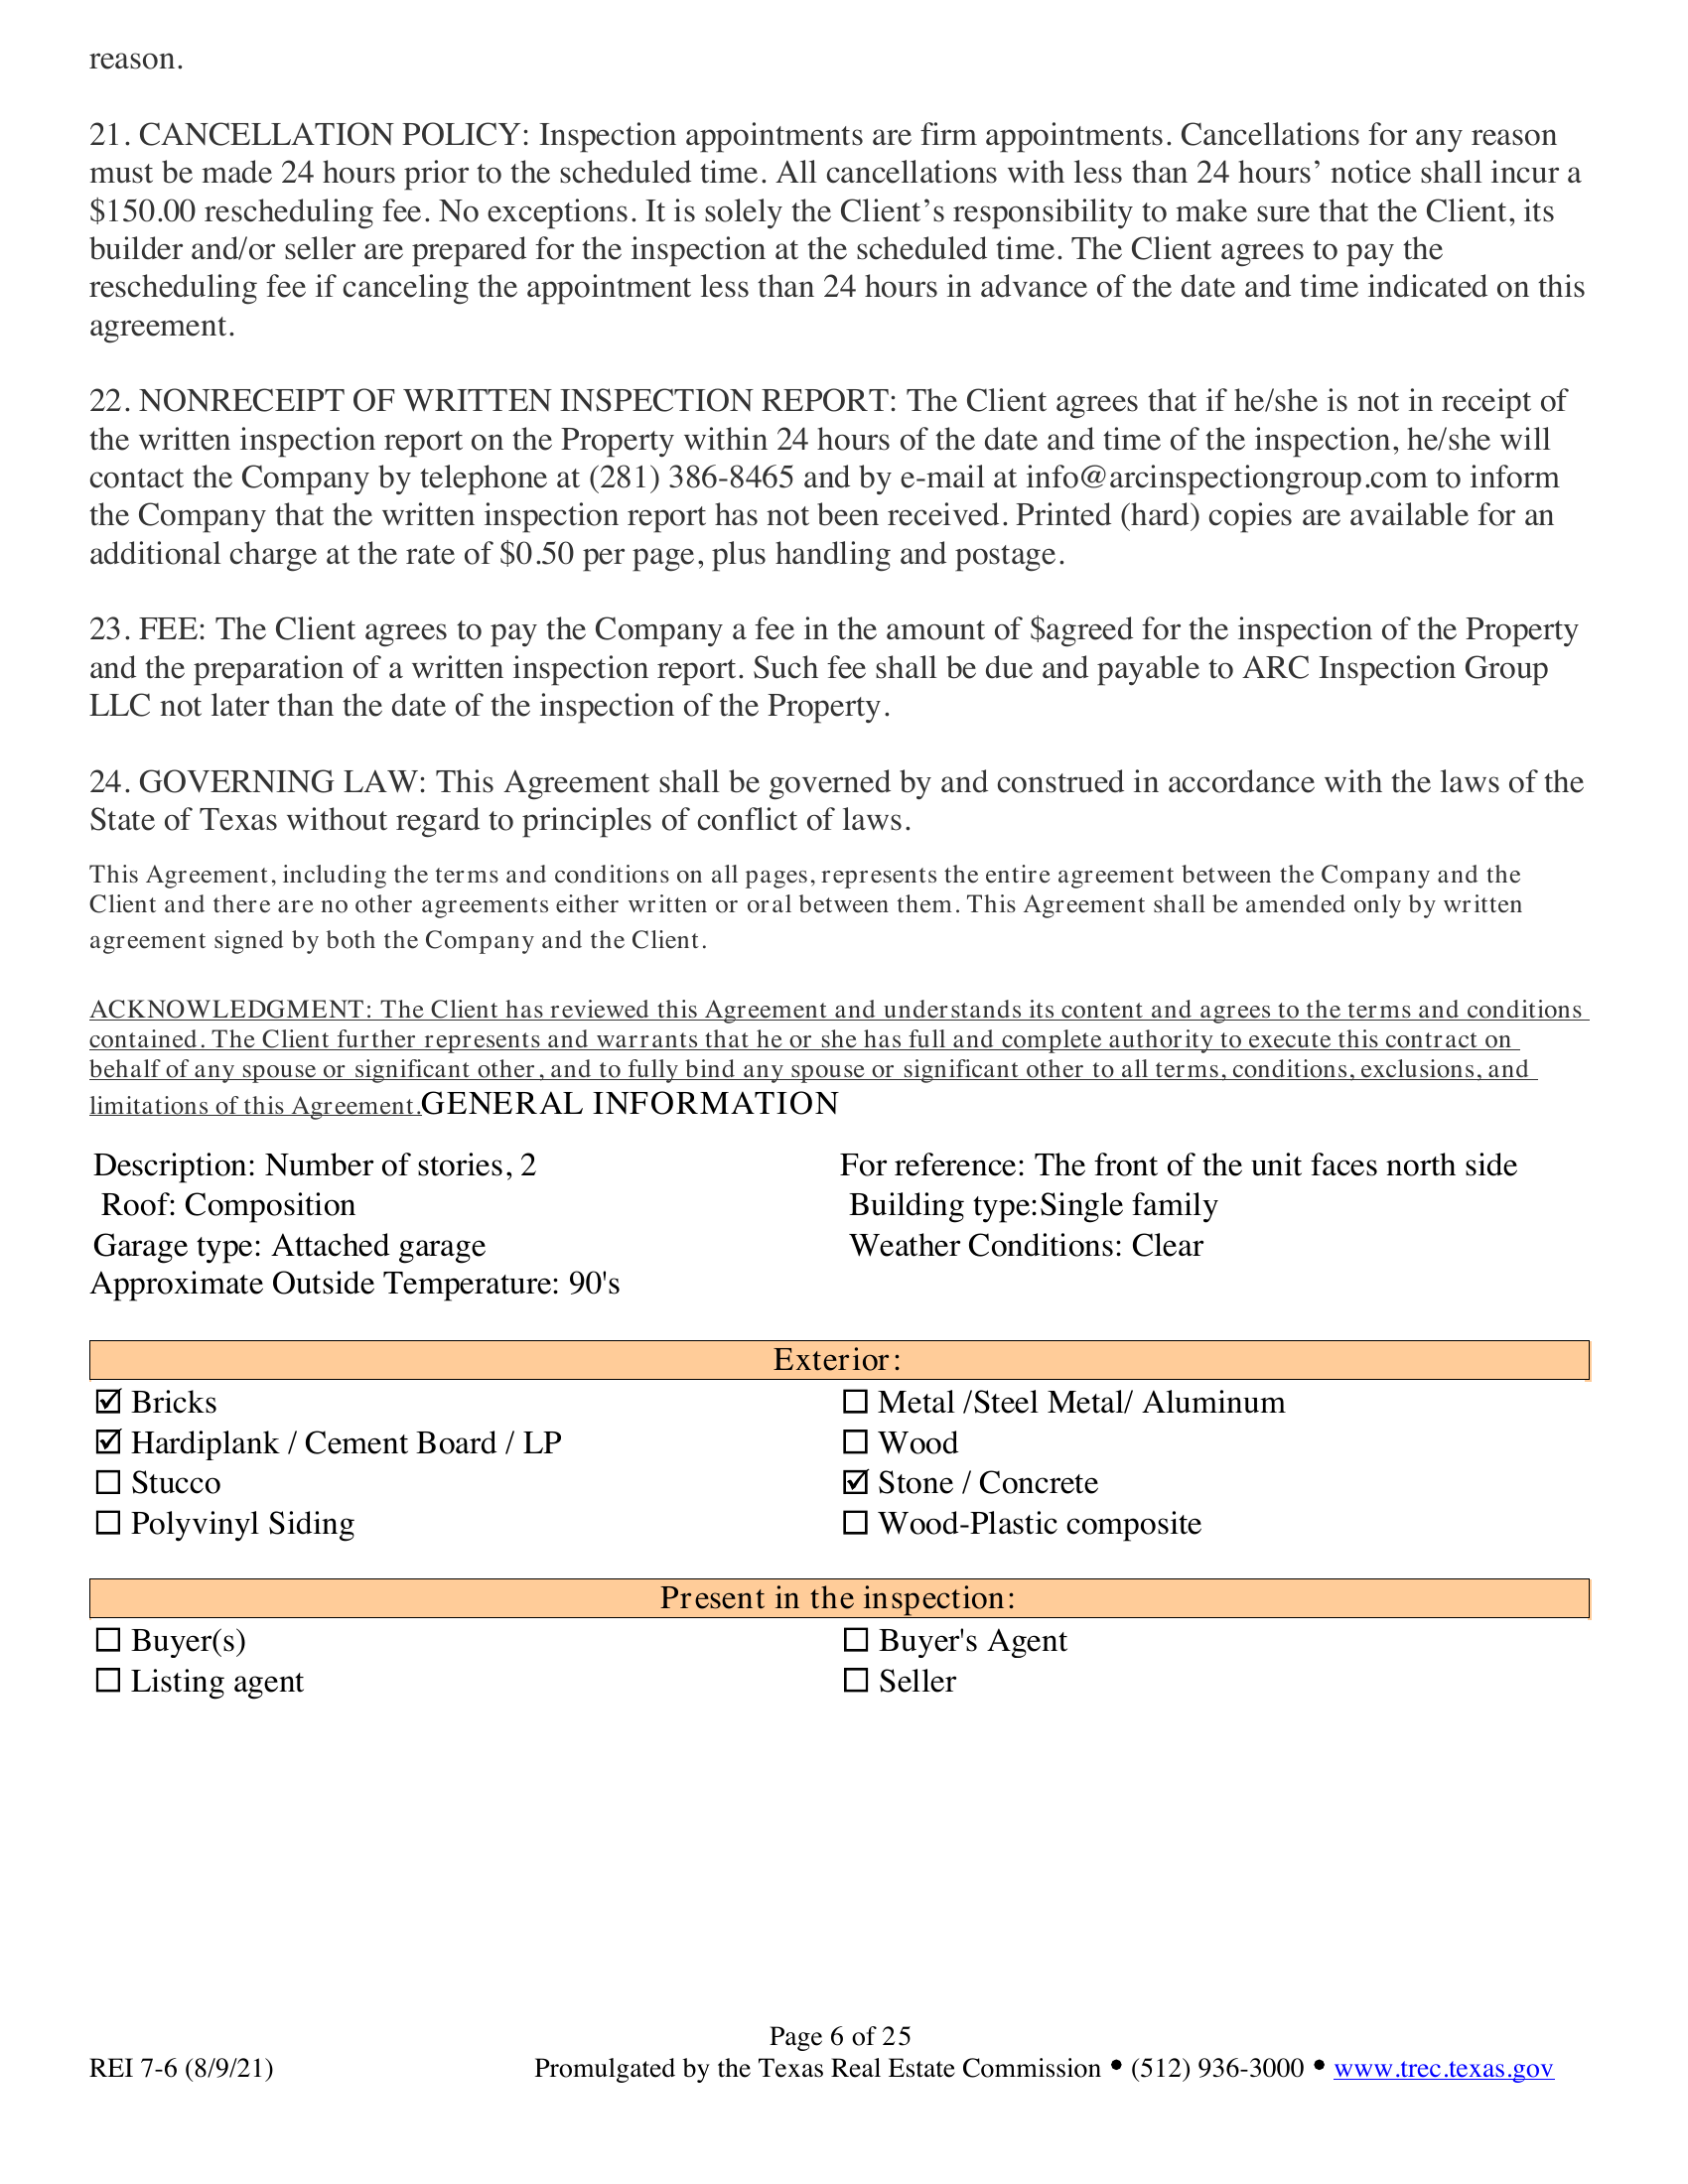 reason.
21. CANCELLATION POLICY: Inspection appointments are firm appointments. Cancellations for any reason
must be made 24 hours prior to the scheduled time. All cancellations with less than 24 hours’ notice shall incur a
$150.00 rescheduling fee. No exceptions. It is solely the Client’s responsibility to make sure that the Client, its
builder and/or seller are prepared for the inspection at the scheduled time. The Client agrees to pay the
rescheduling fee if canceling the appointment less than 24 hours in advance of the date and time indicated on this
agreement.
22. NONRECEIPT OF WRITTEN INSPECTION REPORT: The Client agrees that if he/she is not in receipt of
the written inspection report on the Property within 24 hours of the date and time of the inspection, he/she will
contact the Company by telephone at (281) 386-8465 and by e-mail at info@arcinspectiongroup.com to inform
the Company that the written inspection report has not been received. Printed (hard) copies are available for an
additional charge at the rate of $0.50 per page, plus handling and postage.
23. FEE: The Client agrees to pay the Company a fee in the amount of $agreed for the inspection of the Property
and the preparation of a written inspection report. Such fee shall be due and payable to ARC Inspection Group
LLC not later than the date of the inspection of the Property.
24. GOVERNING LAW: This Agreement shall be governed by and construed in accordance with the laws of the
State of Texas without regard to principles of conflict of laws.
This Agreement, including the terms and conditions on all pages, represents the entire agreement between the Company and the
Client and there are no other agreements either written or oral between them. This Agreement shall be amended only by written
agreement signed by both the Company and the Client.
ACKNOWLEDGMENT: The Client has reviewed this Agreement and understands its content and agrees to the terms and conditions
contained. The Client further represents and warrants that he or she has full and complete authority to execute this contract on
behalf of any spouse or significant other, and to fully bind any spouse or significant other to all terms, conditions, exclusions, and
limitations of this Agreement.GENERAL INFORMATION
Description: Number of stories, 2 For reference: The front of the unit faces north side
Roof: Composition Building type:Single family
Garage type: Attached garage Weather Conditions: Clear
Approximate Outside Temperature: 90's
Exterior:
☑ Bricks ☐ Metal /Steel Metal/ Aluminum
☑ Hardiplank / Cement Board / LP ☐ Wood
☐ Stucco ☑ Stone / Concrete
☐ Polyvinyl Siding ☐ Wood-Plastic composite
Present in the inspection:
☐ Buyer(s) ☐ Buyer's Agent
☐ Listing agent ☐ Seller
Page 6 of 25
REI 7-6 (8/9/21) Promulgated by the Texas Real Estate Commission • (512) 936-3000 • www.trec.texas.gov